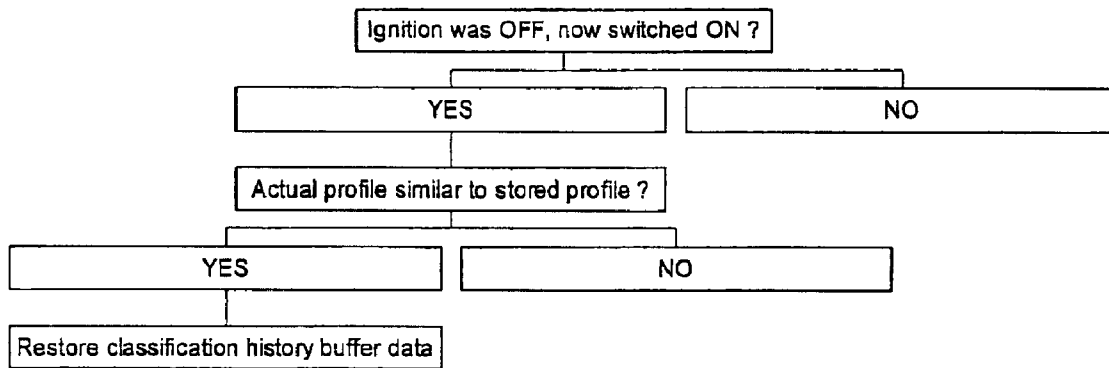 Ignition was OFF, now switched ON ?
YES
NO
Actual profile similar to stored profile ?
YES
NO
Restore classification history buffer data